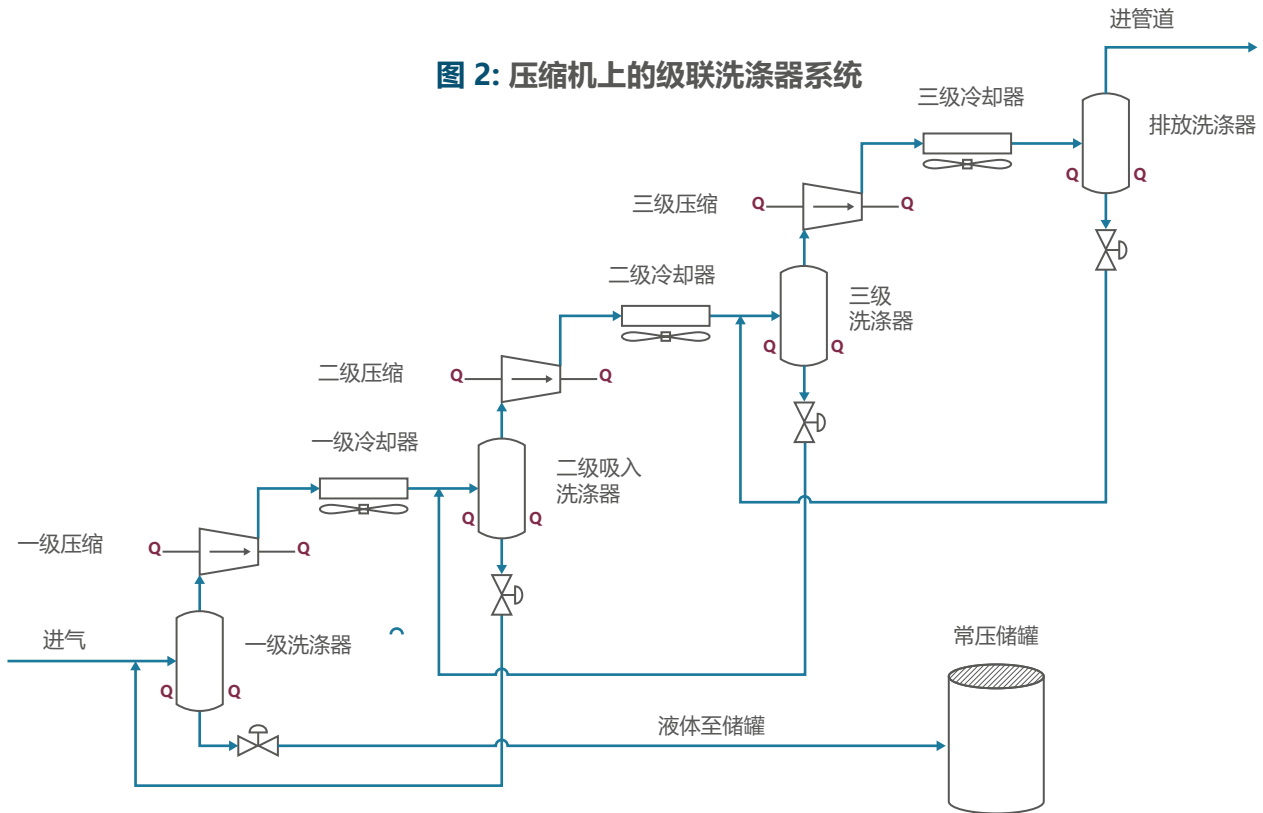 进管道
图 2: 压缩机上的级联洗涤器系统
三级冷却器
排放洗涤器
Q
Q
三级压缩
Q
Q
二级冷却器
三级
洗涤器
Q
Q
二级压缩
Q
Q
一级冷却器
二级吸入
洗涤器
Q
Q
一级压缩
Q
Q
进气
一级洗涤器
常压储罐
Q
Q
液体至储罐